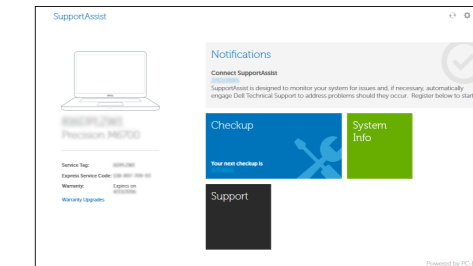 SupportAssist
Notifications
Connect SupportAssist
SupportAssist is designed to monitor your system for issues and, if necessary, automatically
engage Dell Technical Support to address problems should they occur. Register below to start
Precision M6700
Service Tag:
Express Service Code:
Warranty: Expires on
Warranty Upgrades
Checkup
Your next checkup is
System
Info
Support
Powered by PC-